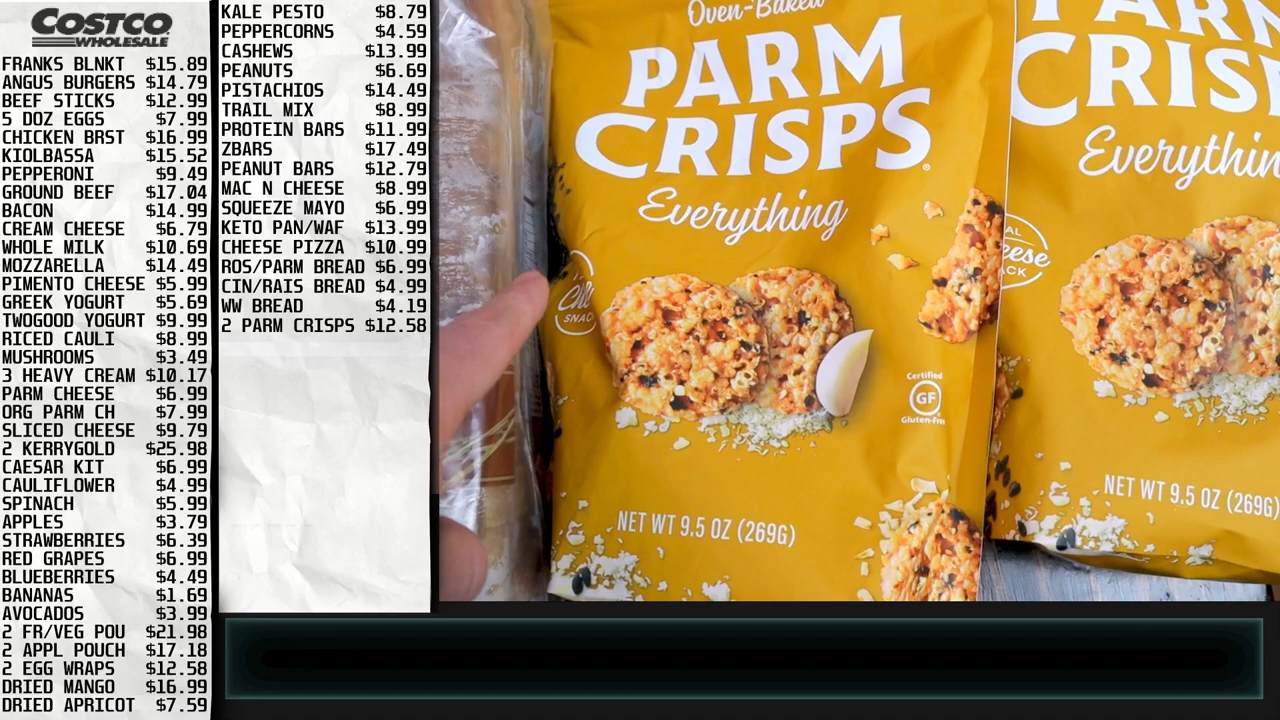 COSTCO
WHOLESALE
FRANKS BLNKT $15.89
ANGUS BURGERS $14.79
BEEF STICKS $12.99
5 DOZ EGGS $7.99
CHICKEN BRST $16.99
KIOLBASSA $15.52
PEPPERONI $9.49
GROUND BEEF $17.04
BACON $14.99
CREAM CHEESE $6.79
WHOLE MILK $10.69
MOZZARELLA $14.49
PIMENTO CHEESE $5.99
GREEK YOGURT $5.69
TWOGOOD YOGURT $9.99
RICED CAULI $8.99
MUSHROOMS $3.49
3 HEAVY CREAM $10.17
PARM CHEESE $6.99
ORG PARM CH $7.99
SLICED CHEESE $9.79
2 KERRYGOLD $25.98
CAESAR KIT $6.99
CAULIFLOWER $4.99
SPINACH $5.99
APPLES $3.79
STRAWBERRIES $6.39
RED GRAPES $6.99
BLUEBERRIES $4.49
BANANAS $1.69
AVOCADOS $3.99
2 FR/VEG POU $21.98
2 APPL POUCH $17.18
2 EGG WRAPS $12.58
DRIED MANGO $16.99
DRIED APRICOT $7.59
KALE PESTO $8.79
PEPPERCORNS $4.59
CASHEWS $13.99
PEANUTS $6.69
PISTACHIOS $14.49
TRAIL MIX $8.99
PROTEIN BARS $11.99
ZBARS $17.49
PEANUT BARS $12.79
MAC N CHEESE $8.99
SQUEEZE MAYO $6.99
KETO PAN/WAF $13.99
CHEESE PIZZA $10.99
ROS/PARM BREAD $6.99
CIN/RAIS BREAD $4.99
WW BREAD $4.19
2 PARM CRISPS $12.58
Oven-Baked
PARM
CRISPS®
Everything
SNACK
Certified
GF
Gluten-Free
NET WT 9.5 OZ (269G)
PARM
CRISPS
Everything
NET WT 9.5 OZ (269G)